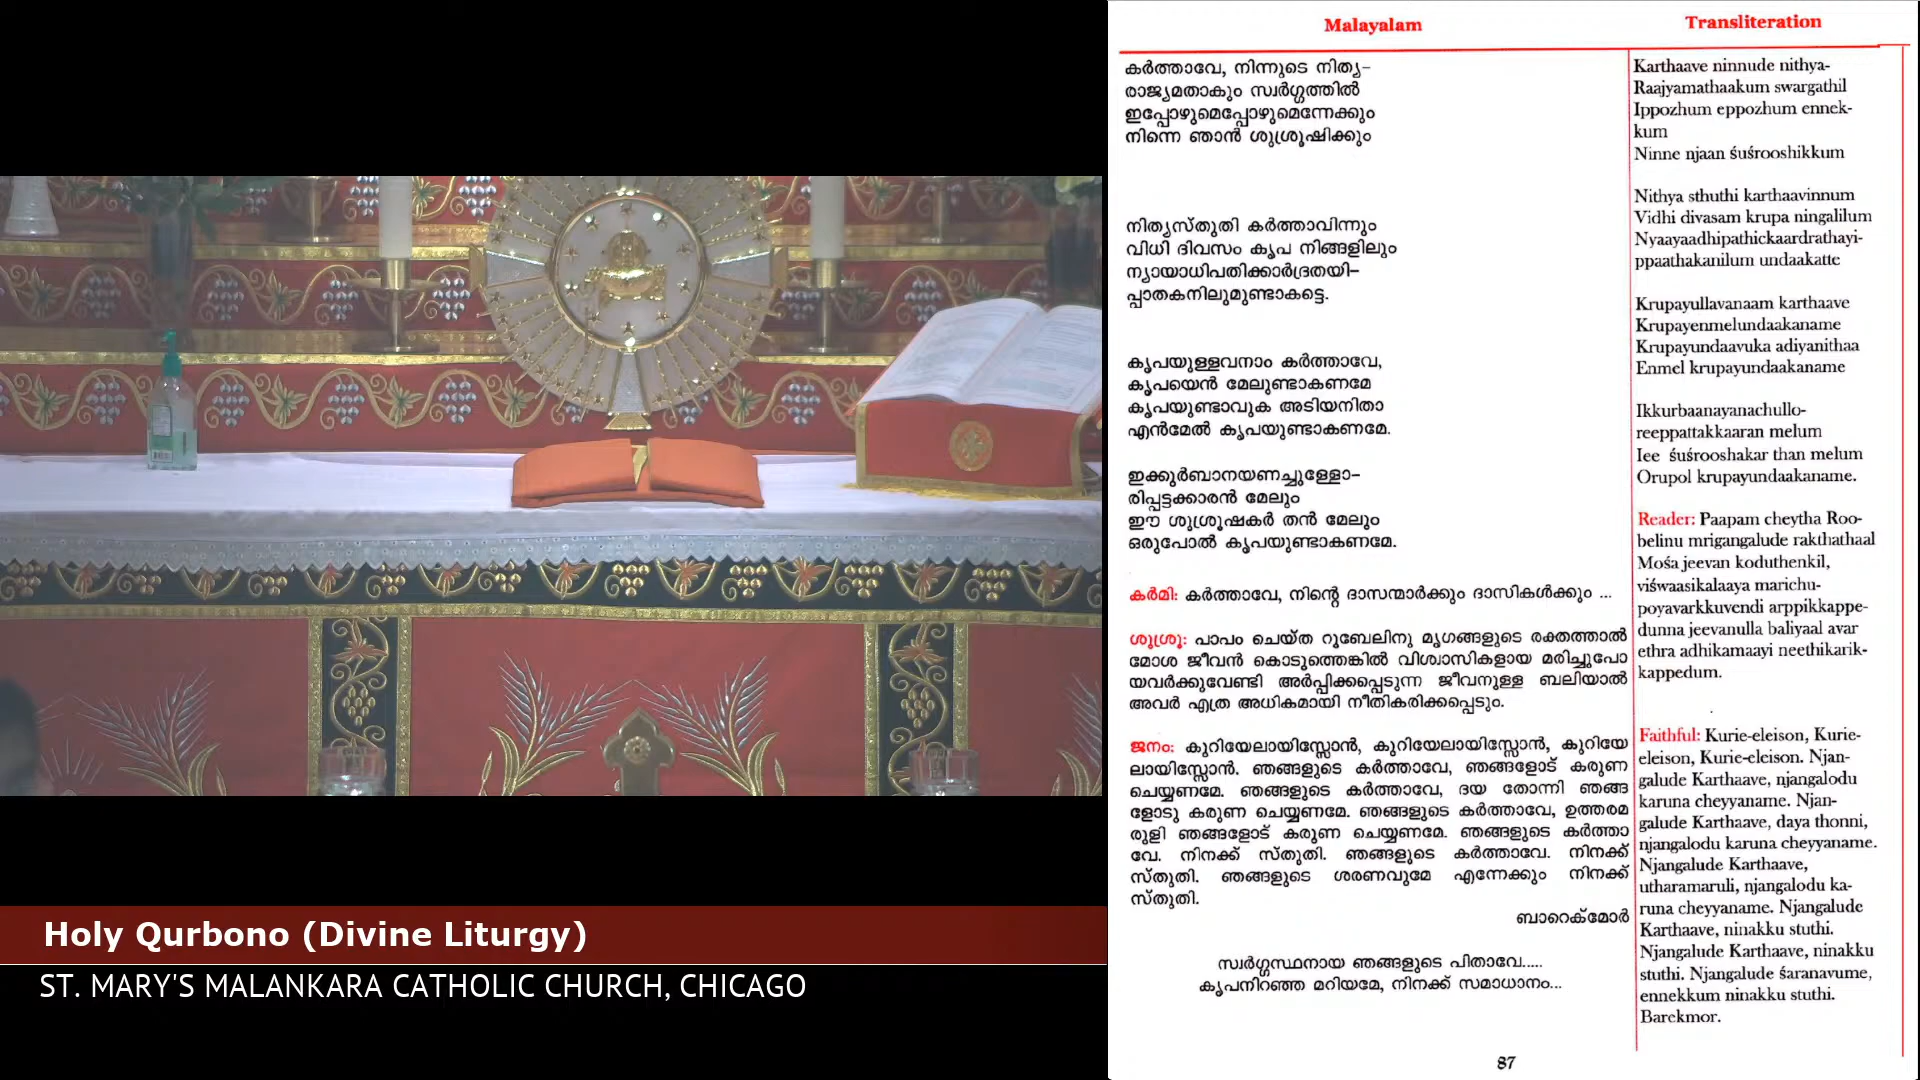 Malayalam
Transliteration
കർത്താവേ, നിന്നുടെ നിത്യ–
രാജ്യമതാകും സ്വർഗ്ഗത്തിൽ
ഇപ്പോഴുമെപ്പോഴുമെന്നേക്കും
നിന്നെ ഞാൻ ശുശ്രൂഷിക്കും
നിത്യസ്തുതി കർത്താവിന്നും
വിധി ദിവസം കൃപ നിങ്ങളിലും
ന്യായാധിപതിക്കാർദ്രതയി–
പ്പാതകനിലുമുണ്ടാകട്ടെ.
കൃപയുള്ളവനാം കർത്താവേ,
കൃപയെൻ മേലുണ്ടാകണമേ
കൃപയുണ്ടാവുക അടിയനിതാ
എൻമേൽ കൃപയുണ്ടാകണമേ.
ഇക്കുർബാനയണച്ചുള്ളോ–
രിപ്പട്ടക്കാരൻ മേലും
ഈ ശുശ്രൂഷകർ തൻ മേലും
ഒരുപോൽ കൃപയുണ്ടാകണമേ.
കർമി: കർത്താവേ, നിന്റെ ദാസന്മാർക്കും ദാസികൾക്കും ...
ശുശ്രൂ: പാപം ചെയ്ത റൂബേലിനു മൃഗങ്ങളുടെ രക്തത്താൽ
മോശ ജീവൻ കൊടുത്തെങ്കിൽ വിശ്വാസികളായ മരിച്ചുപോ
യവർക്കുവേണ്ടി അർപ്പിക്കപ്പെടുന്ന ജീവനുള്ള ബലിയാൽ
അവർ എത്ര അധികമായി നീതികരിക്കപ്പെടും.
ജനം: കുറിയേലായിസ്സോൻ, കുറിയേലായിസ്സോൻ, കുറിയേ
ലായിസ്സോൻ. ഞങ്ങളുടെ കർത്താവേ, ഞങ്ങളോട് കരുണ
ചെയ്യണമേ. ഞങ്ങളുടെ കർത്താവേ, ദയ തോന്നി ഞങ്ങ
ളോടു കരുണ ചെയ്യണമേ. ഞങ്ങളുടെ കർത്താവേ, ഉത്തരമ
രുളി ഞങ്ങളോട് കരുണ ചെയ്യണമേ. ഞങ്ങളുടെ കർത്താ
വേ. നിനക്ക് സ്തുതി. ഞങ്ങളുടെ കർത്താവേ. നിനക്ക്
സ്തുതി. ഞങ്ങളുടെ ശരണവുമേ എന്നേക്കും നിനക്ക്
സ്തുതി.
ബാറെക്മോർ
സ്വർഗ്ഗസ്ഥനായ ഞങ്ങളുടെ പിതാവേ.....
കൃപനിറഞ്ഞ മറിയമേ, നിനക്ക് സമാധാനം...
Karthaave ninnude nithya-
Raajyamathaakum swargathil
Ippozhum eppozhum ennek-
kum
Ninne njaan śuśrooshikkum
Nithya sthuthi karthaavinnum
Vidhi divasam krupa ningalilum
Nyaayaadhipathickaardrathayi-
ppaathakanilum undaakatte
Krupayullavanaam karthaave
Krupayenmelundaakaname
Krupayundaavuka adiyanithaa
Enmel krupayundaakaname
Ikkurbaanayanachullo-
reeppattakkaaran melum
Iee śuśrooshakar than melum
Orupol krupayundaakaname.
Reader: Paapam cheytha Roo-
belinu mrigangalude rakthathaal
Mośa jeevan koduthenkil,
viśwaasikalaaya marichu-
poyavarkkuvendi arppikkappe-
dunna jeevanulla baliyaal avar
ethra adhikamaayi neethikarik-
kappedum.
Faithful: Kurie-eleison, Kurie-
eleison, Kurie-eleison. Njan-
galude Karthaave, njangalodu
karuna cheyyaname. Njan-
galude Karthaave, daya thonni,
njangalodu karuna cheyyaname.
Njangalude Karthaave,
utharamaruli, njangalodu ka-
runa cheyyaname. Njangalude
Karthaave, ninakku stuthi.
Njangalude Karthaave, ninakku
stuthi. Njangalude śaranavume,
ennekkum ninakku stuthi.
Barekmor.
87
Holy Qurbono (Divine Liturgy)
ST. MARY'S MALANKARA CATHOLIC CHURCH, CHICAGO